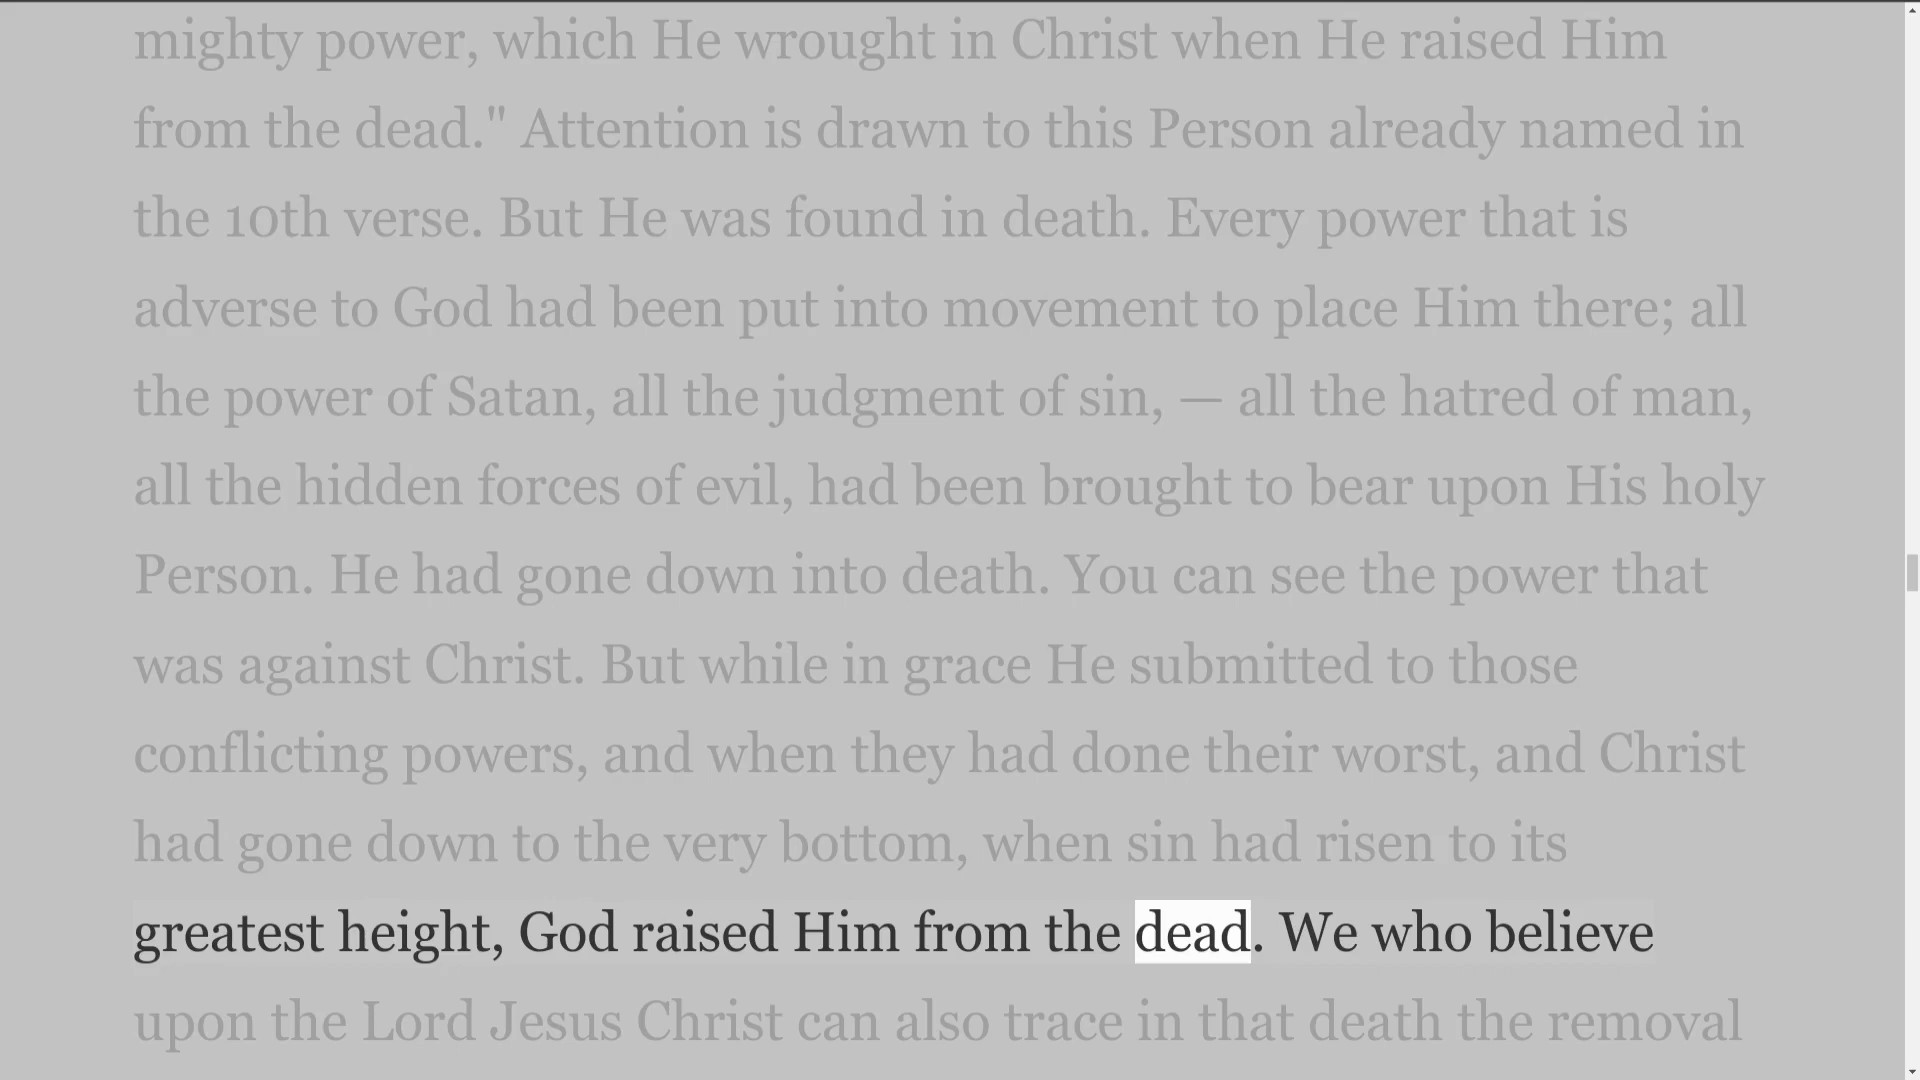 mighty power, which He wrought in Christ when He raised Him
from the dead." Attention is drawn to this Person already named in
the 10th verse. But He was found in death. Every power that is
adverse to God had been put into movement to place Him there; all
the power of Satan, all the judgment of sin, — all the hatred of man,
all the hidden forces of evil, had been brought to bear upon His holy
Person. He had gone down into death. You can see the power that
was against Christ. But while in grace He submitted to those
conflicting powers, and when they had done their worst, and Christ
had gone down to the very bottom, when sin had risen to its
greatest height, God raised Him from the dead. We who believe
upon the Lord Jesus Christ can also trace in that death the removal